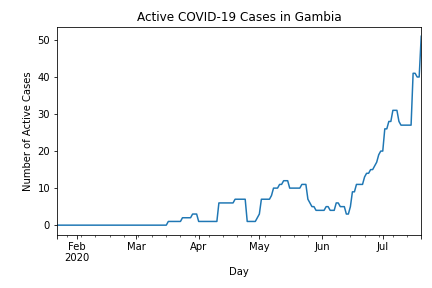 Active COVID-19 Cases in Gambia
Number of Active Cases
50
40
30
20
10
0
Feb
2020
Mar
Apr
May
Jun
Jul
Day